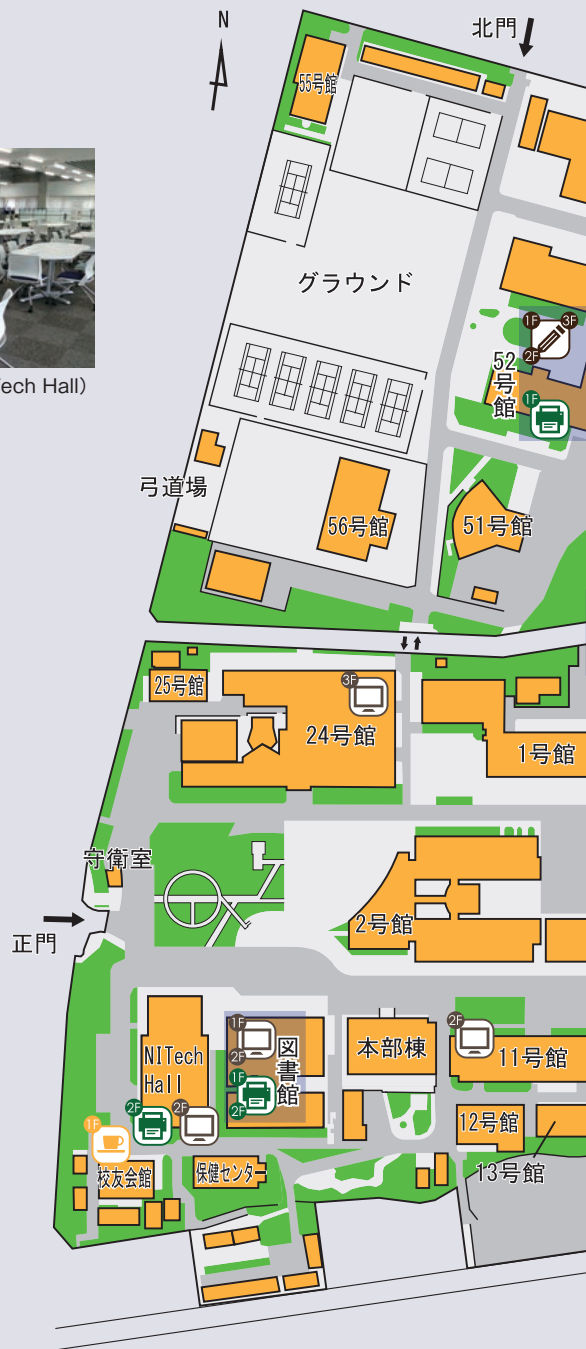 N
北門
55号館
グラウンド
ech Hall）
1F
3F
2F
52号館
1F
弓道場
56号館
51号館
25号館
3F
24号館
1号館
守衛室
正門
2号館
NITech
Hall
1F
2F
1F
2F
図書館
本部棟
2F
11号館
2F
2F
1F
校友会館
保健センター
12号館
13号館